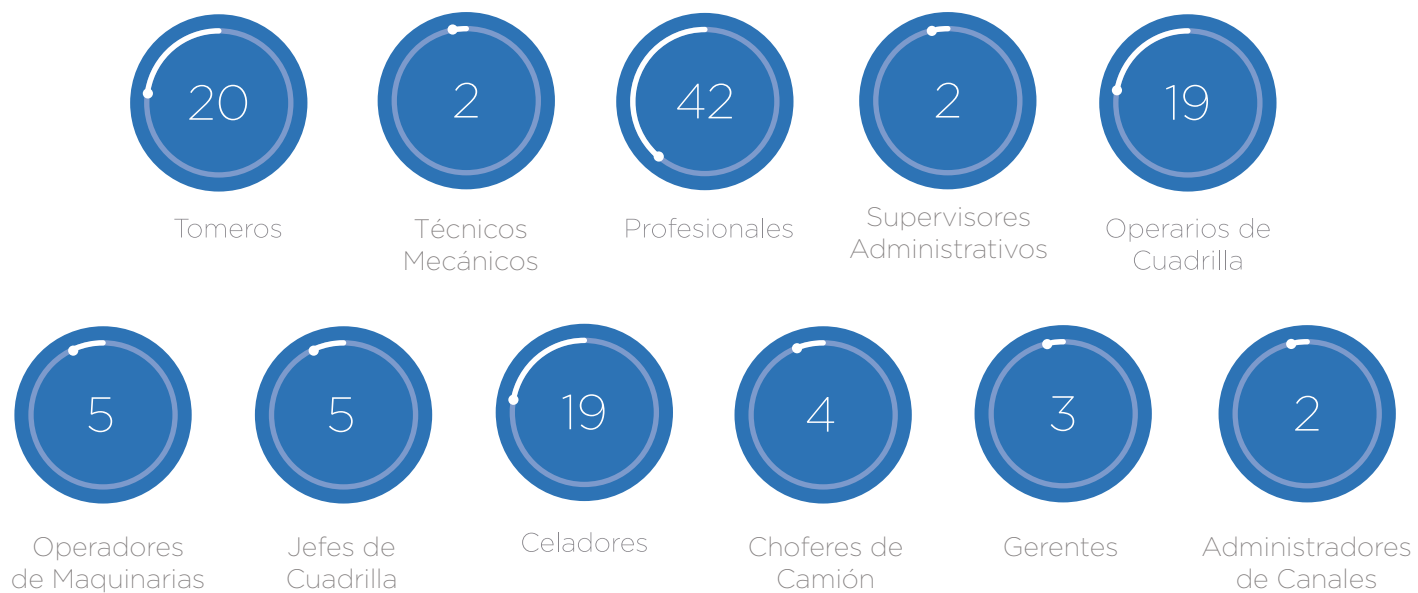 20
Tomeros
2
Técnicos
Mecánicos
42
Profesionales
2
Supervisores
Administrativos
19
Operarios de
Cuadrilla
5
Operadores
de Maquinarias
5
Jefes de
Cuadrilla
19
Celadores
4
Choferes de
Camión
3
Gerentes
2
Administradores
de Canales